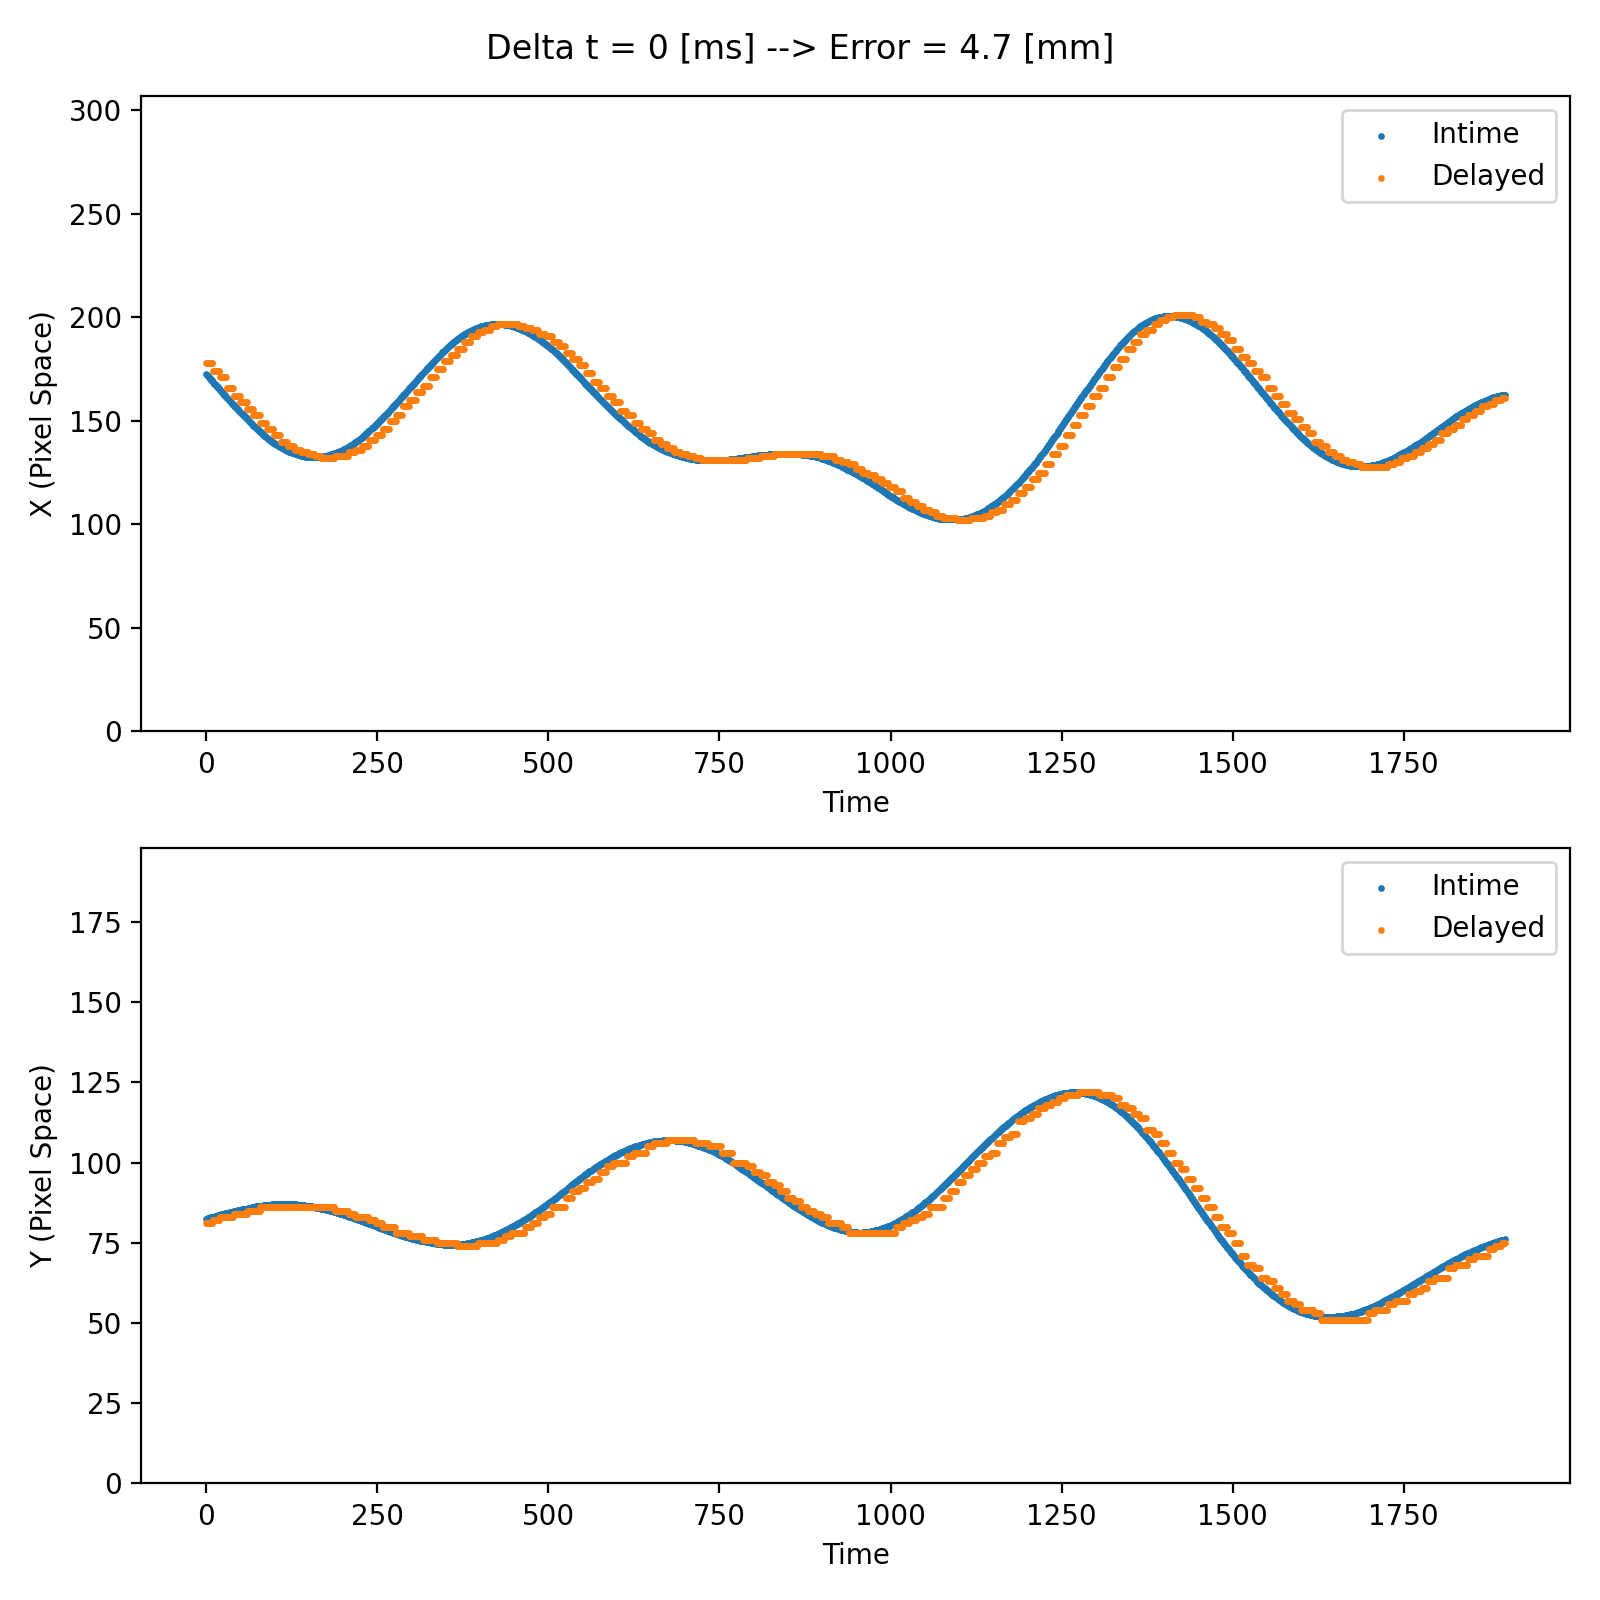 Delta t = 0 [ms] --> Error = 4.7 [mm]
300
250
200
150
100
50
0
X (Pixel Space)
Intime
Delayed
0 250 500 750 1000 1250 1500 1750
Time
175
150
125
100
75
50
25
0
Y (Pixel Space)
Intime
Delayed
0 250 500 750 1000 1250 1500 1750
Time